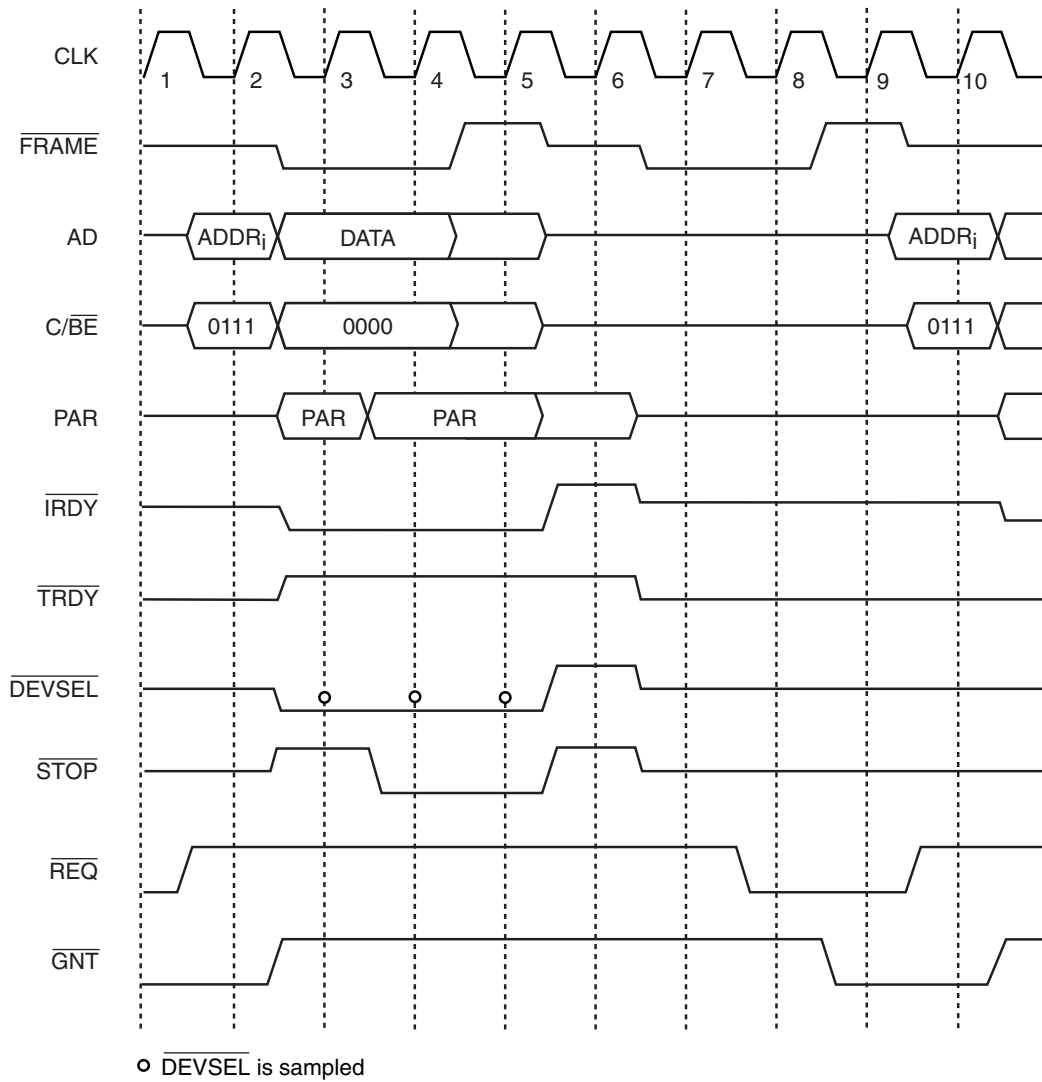 CLK
1 2 3 4 5 6 7 8 9 10
FRAME
AD ADDRi DATA ADDRi
C/BE 0111 0000 0111
PAR PAR PAR
IRDY
TRDY
DEVSEL
STOP
REQ
GNT
DEVSEL is sampled